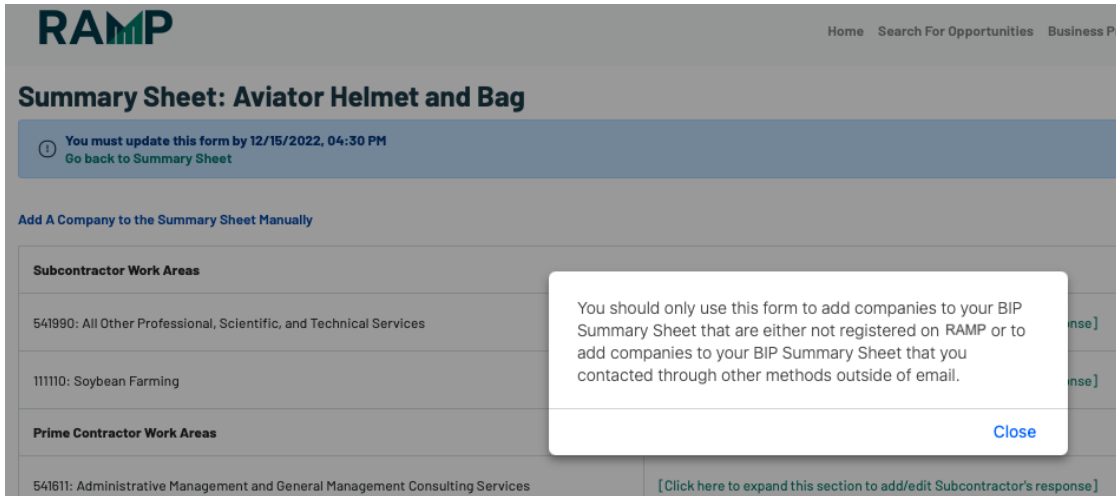 RAMP
Home Search For Opportunities Business P
Summary Sheet: Aviator Helmet and Bag
You must update this form by 12/15/2022, 04:30 PM
Go back to Summary Sheet
Add A Company to the Summary Sheet Manually
Subcontractor Work Areas
541990: All Other Professional, Scientific, and Technical Services
onse]
111110: Soybean Farming
onse]
Prime Contractor Work Areas
541611: Administrative Management and General Management Consulting Services
[Click here to expand this section to add/edit Subcontractor's response]
You should only use this form to add companies to your BIP
Summary Sheet that are either not registered on RAMP or to
add companies to your BIP Summary Sheet that you
contacted through other methods outside of email.
Close